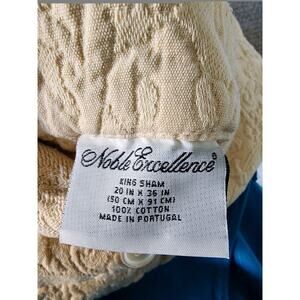 Noble Excellence®
KING SHAM
20 IN X 36 IN
(50 CM X 91 CM)
100% COTTON
MADE IN PORTUGAL